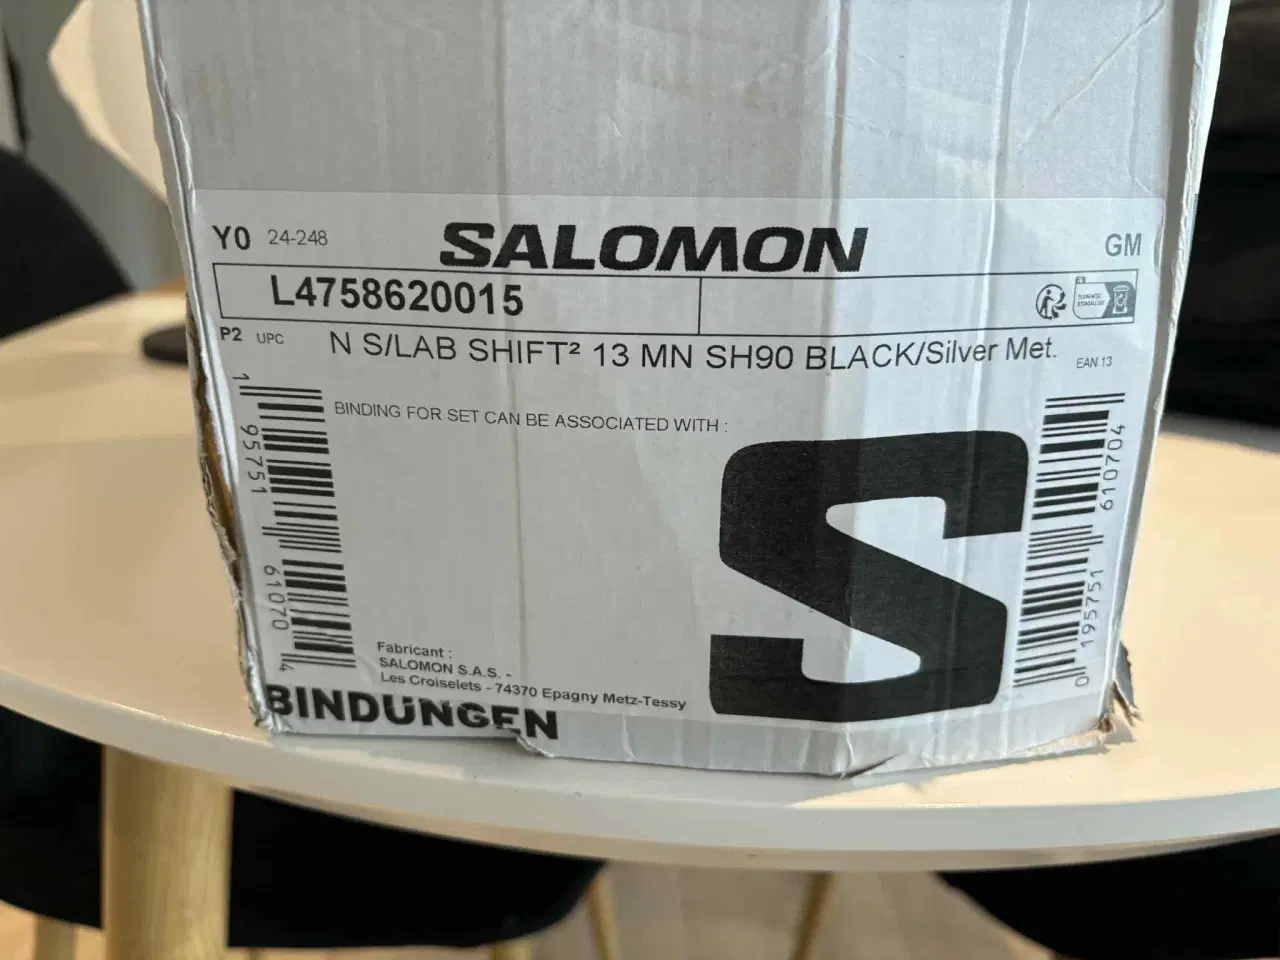 Y0 24-248 SALOMON GM
L4758620015
P2 UPC N S/LAB SHIFT² 13 MN SH90 BLACK/Silver Met. EAN 13
BINDING FOR SET CAN BE ASSOCIATED WITH :
1 95751 61070 4
0 195751 610704
Fabricant :
SALOMON S.A.S. -
Les Croiselets - 74370 Epagny Metz-Tessy
BINDUNGEN